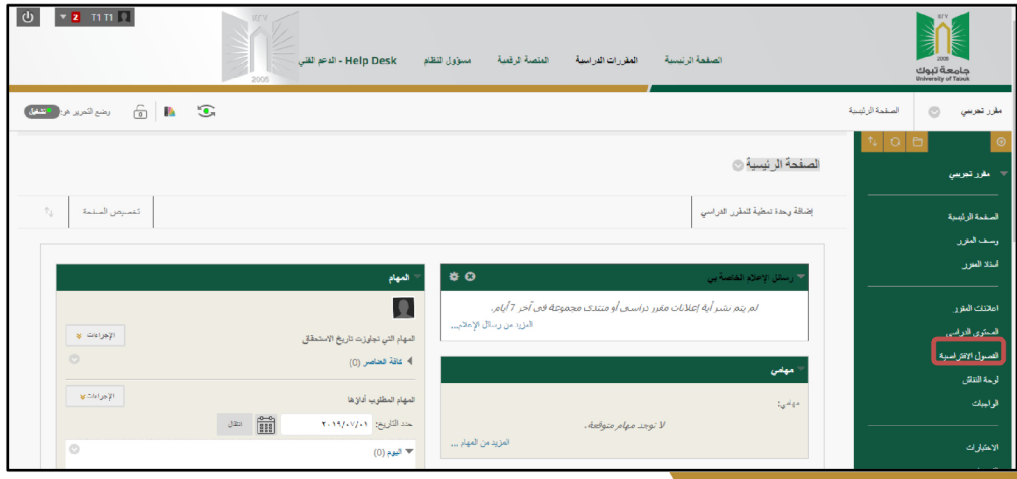 T1 T1 2
١٤٢٧
2006
الصفحة الرئيسية
المقررات الدراسية
المنصة الرقمية
مسؤول النظام
Help Desk - الدعم الفني
جامعة تبوك
University of Tabuk
مقرر تجريبي
الصفحة الرئيسية
وضع التحرير هو: تشغيل
مقرر تجريبي
الصفحة الرئيسية
وصف المقرر
أستاذ المقرر
اعلانات المقرر
المستوى الدراسي
الفصول الافتراضية
لوحة النقاش
الواجبات
الاختبارات
الصفحة الرئيسية
إضافة وحدة نمطية للمقرر الدراسي
تخصيص الصفحة
رسائل الإعلام الخاصة بي
لم يتم نشر أية إعلانات مقرر دراسي أو منتدى مجموعة في آخر 7 أيام.
المزيد من رسائل الإعلام...
مهامي
مهامي:
لا توجد مهام متوقعة.
المزيد من المهام ...
المهام
المهام التي تجاوزت تاريخ الاستحقاق
الإجراءات
كافة العناصر (0)
المهام المطلوب أداؤها
الإجراءات
حدد التاريخ: ٢٠١٩/٠٧/٠١ انتقال
اليوم (0)